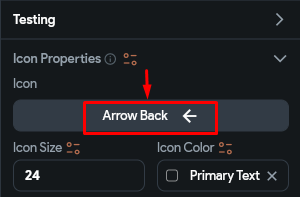 Testing
Icon Properties
Icon
Arrow Back
Icon Size
Icon Color
24
Primary Text